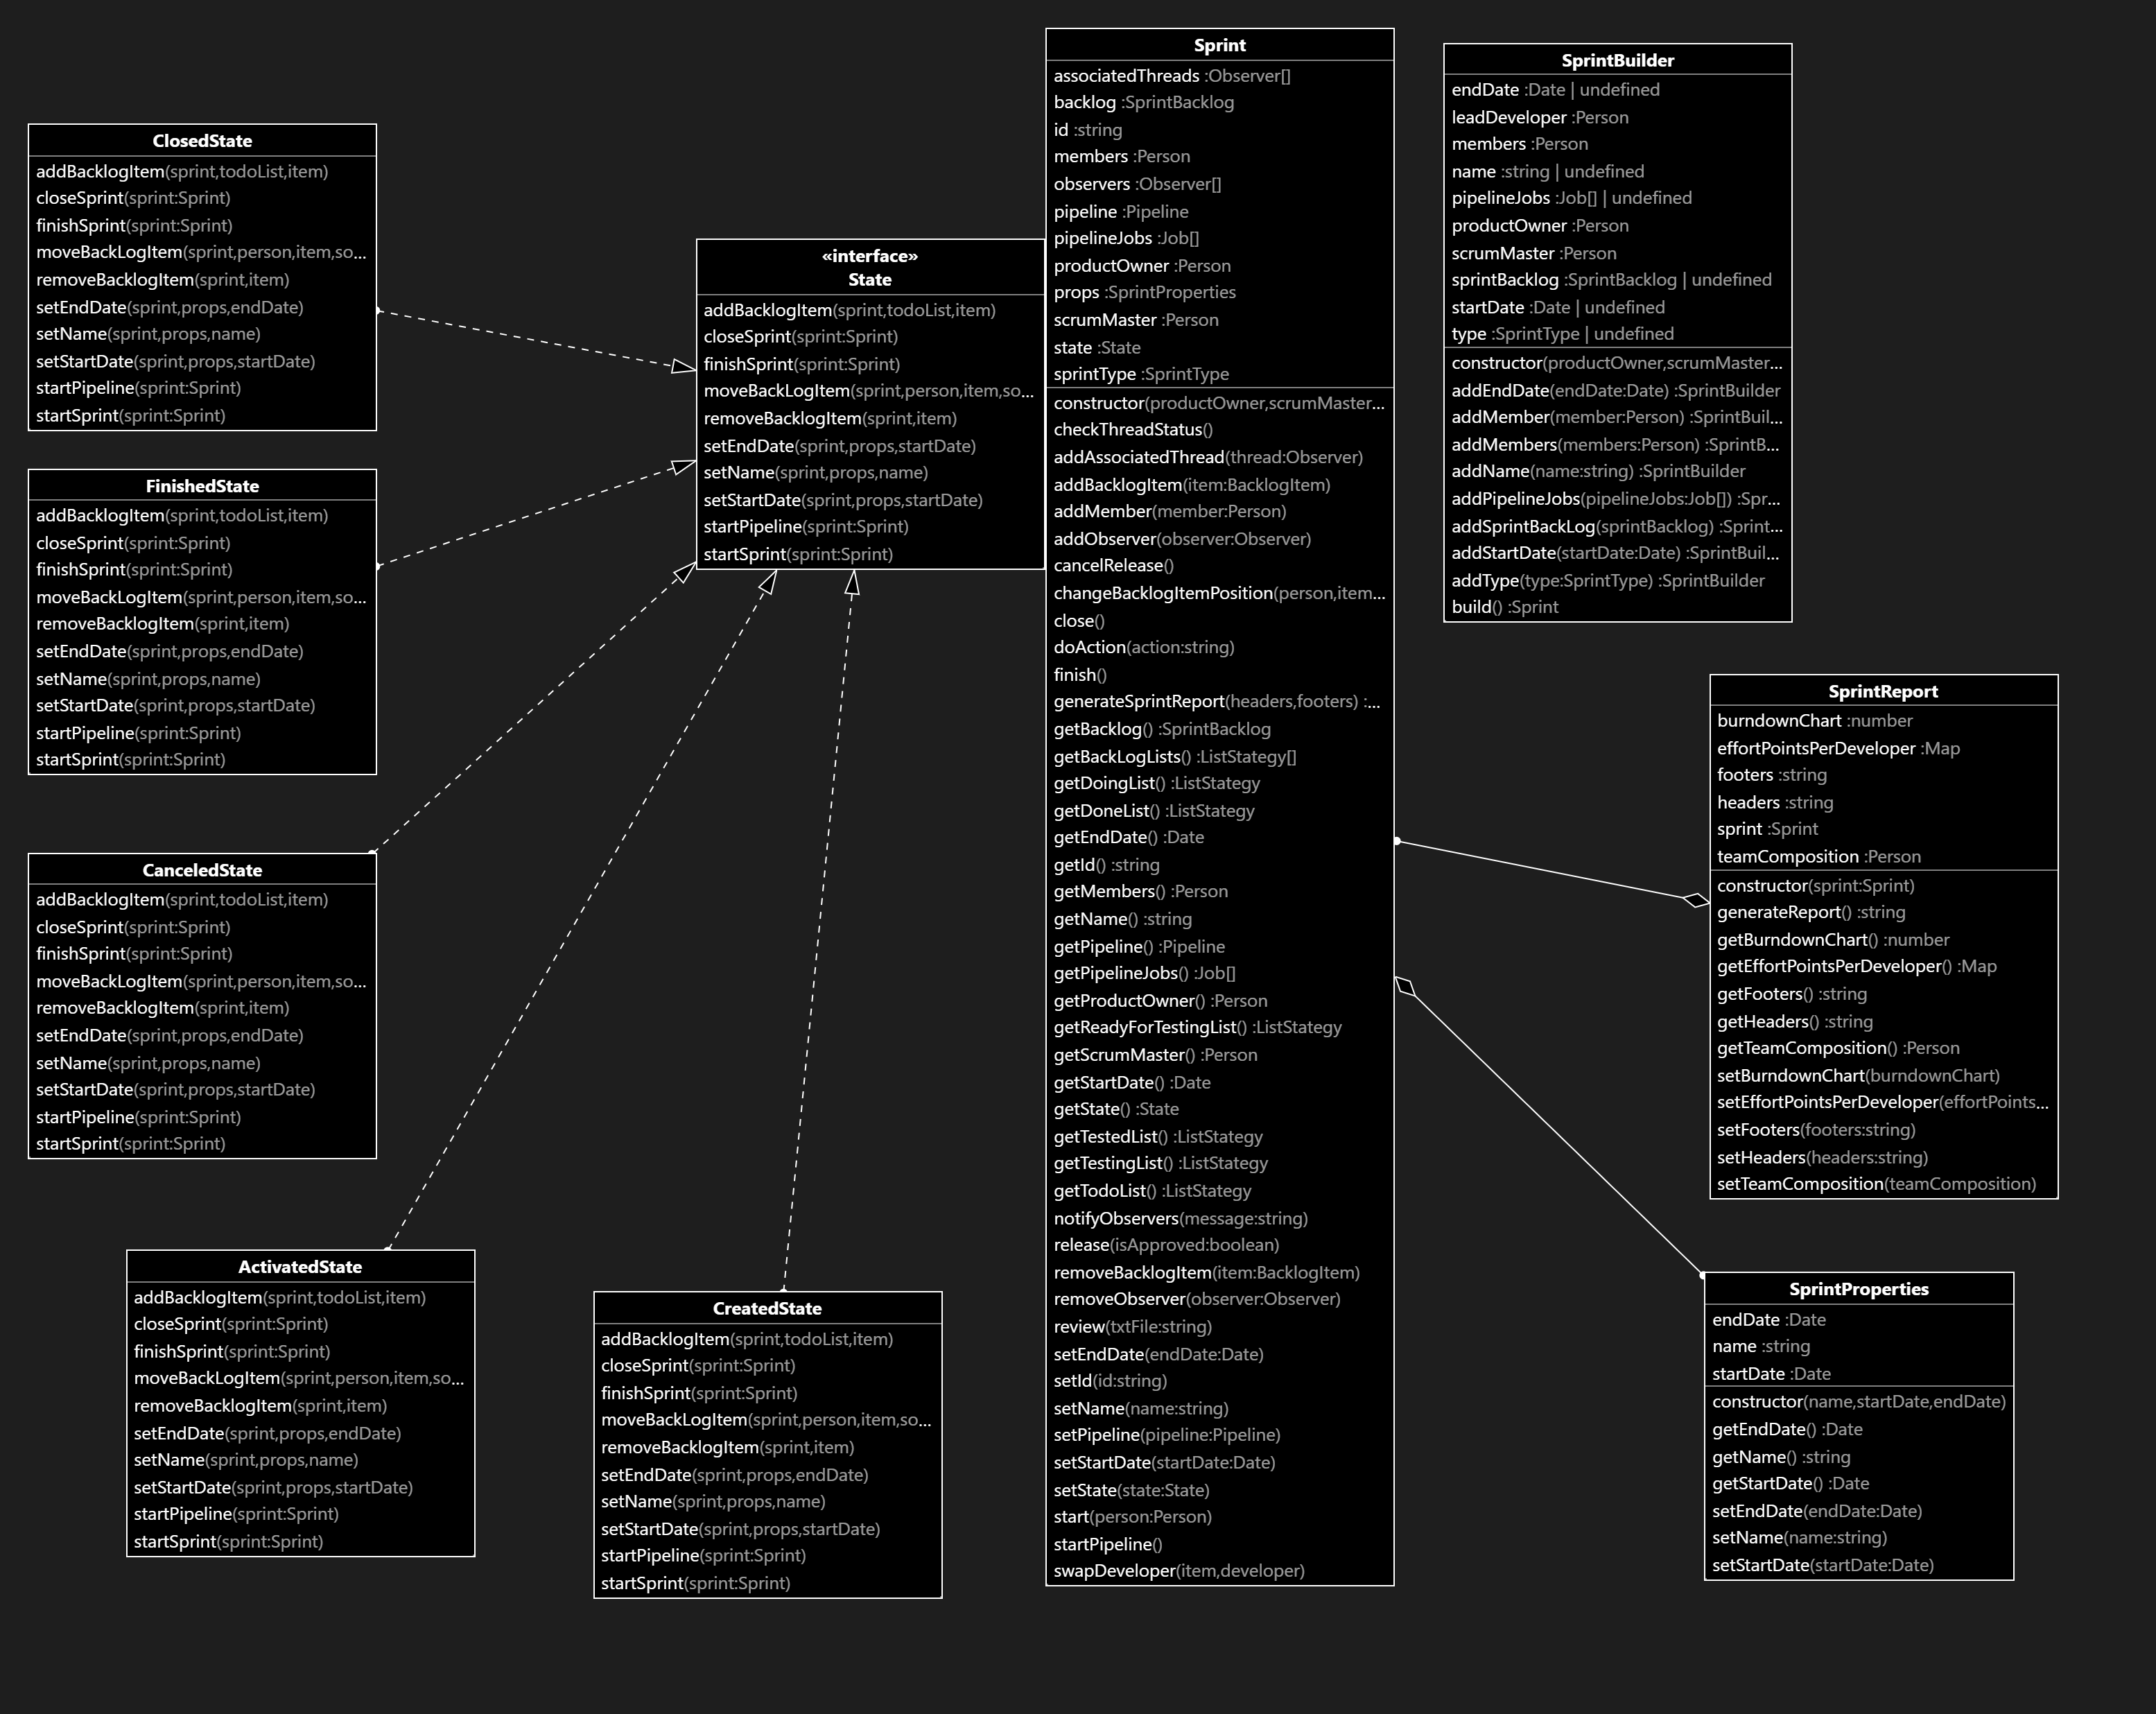 ClosedState
addBacklogItem(sprint,todoList,item)
closeSprint(sprint:Sprint)
finishSprint(sprint:Sprint)
moveBackLogItem(sprint,person,item,so...
removeBacklogItem(sprint,item)
setEndDate(sprint,props,endDate)
setName(sprint,props,name)
setStartDate(sprint,props,startDate)
startPipeline(sprint:Sprint)
startSprint(sprint:Sprint)
FinishedState
addBacklogItem(sprint,todoList,item)
closeSprint(sprint:Sprint)
finishSprint(sprint:Sprint)
moveBackLogItem(sprint,person,item,so...
removeBacklogItem(sprint,item)
setEndDate(sprint,props,endDate)
setName(sprint,props,name)
setStartDate(sprint,props,startDate)
startPipeline(sprint:Sprint)
startSprint(sprint:Sprint)
CanceledState
addBacklogItem(sprint,todoList,item)
closeSprint(sprint:Sprint)
finishSprint(sprint:Sprint)
moveBackLogItem(sprint,person,item,so...
removeBacklogItem(sprint,item)
setEndDate(sprint,props,endDate)
setName(sprint,props,name)
setStartDate(sprint,props,startDate)
startPipeline(sprint:Sprint)
startSprint(sprint:Sprint)
ActivatedState
addBacklogItem(sprint,todoList,item)
closeSprint(sprint:Sprint)
finishSprint(sprint:Sprint)
moveBackLogItem(sprint,person,item,so...
removeBacklogItem(sprint,item)
setEndDate(sprint,props,endDate)
setName(sprint,props,name)
setStartDate(sprint,props,startDate)
startPipeline(sprint:Sprint)
startSprint(sprint:Sprint)
CreatedState
addBacklogItem(sprint,todoList,item)
closeSprint(sprint:Sprint)
finishSprint(sprint:Sprint)
moveBackLogItem(sprint,person,item,so...
removeBacklogItem(sprint,item)
setEndDate(sprint,props,endDate)
setName(sprint,props,name)
setStartDate(sprint,props,startDate)
startPipeline(sprint:Sprint)
startSprint(sprint:Sprint)
«interface»
State
addBacklogItem(sprint,todoList,item)
closeSprint(sprint:Sprint)
finishSprint(sprint:Sprint)
moveBackLogItem(sprint,person,item,so...
removeBacklogItem(sprint,item)
setEndDate(sprint,props,startDate)
setName(sprint,props,name)
setStartDate(sprint,props,startDate)
startPipeline(sprint:Sprint)
startSprint(sprint:Sprint)
Sprint
associatedThreads :Observer[]
backlog :SprintBacklog
id :string
members :Person
observers :Observer[]
pipeline :Pipeline
pipelineJobs :Job[]
productOwner :Person
props :SprintProperties
scrumMaster :Person
state :State
sprintType :SprintType
constructor(productOwner,scrumMaster...
checkThreadStatus()
addAssociatedThread(thread:Observer)
addBacklogItem(item:BacklogItem)
addMember(member:Person)
addObserver(observer:Observer)
cancelRelease()
changeBacklogItemPosition(person,item...
close()
doAction(action:string)
finish()
generateSprintReport(headers,footers) :...
getBacklog() :SprintBacklog
getBackLogLists() :ListStategy[]
getDoingList() :ListStategy
getDoneList() :ListStategy
getEndDate() :Date
getId() :string
getMembers() :Person
getName() :string
getPipeline() :Pipeline
getPipelineJobs() :Job[]
getProductOwner() :Person
getReadyForTestingList() :ListStategy
getScrumMaster() :Person
getStartDate() :Date
getState() :State
getTestedList() :ListStategy
getTestingList() :ListStategy
getTodoList() :ListStategy
notifyObservers(message:string)
release(isApproved:boolean)
removeBacklogItem(item:BacklogItem)
removeObserver(observer:Observer)
review(txtFile:string)
setEndDate(endDate:Date)
setId(id:string)
setName(name:string)
setPipeline(pipeline:Pipeline)
setStartDate(startDate:Date)
setState(state:State)
start(person:Person)
startPipeline()
swapDeveloper(item,developer)
SprintBuilder
endDate :Date | undefined
leadDeveloper :Person
members :Person
name :string | undefined
pipelineJobs :Job[] | undefined
productOwner :Person
scrumMaster :Person
sprintBacklog :SprintBacklog | undefined
startDate :Date | undefined
type :SprintType | undefined
constructor(productOwner,scrumMaster...
addEndDate(endDate:Date) :SprintBuilder
addMember(member:Person) :SprintBuil...
addMembers(members:Person) :SprintB...
addName(name:string) :SprintBuilder
addPipelineJobs(pipelineJobs:Job[]) :Spr...
addSprintBackLog(sprintBacklog) :Sprint...
addStartDate(startDate:Date) :SprintBuil...
addType(type:SprintType) :SprintBuilder
build() :Sprint
SprintReport
burndownChart :number
effortPointsPerDeveloper :Map
footers :string
headers :string
sprint :Sprint
teamComposition :Person
constructor(sprint:Sprint)
generateReport() :string
getBurndownChart() :number
getEffortPointsPerDeveloper() :Map
getFooters() :string
getHeaders() :string
getTeamComposition() :Person
setBurndownChart(burndownChart)
setEffortPointsPerDeveloper(effortPoints...
setFooters(footers:string)
setHeaders(headers:string)
setTeamComposition(teamComposition)
SprintProperties
endDate :Date
name :string
startDate :Date
constructor(name,startDate,endDate)
getEndDate() :Date
getName() :string
getStartDate() :Date
setEndDate(endDate:Date)
setName(name:string)
setStartDate(startDate:Date)